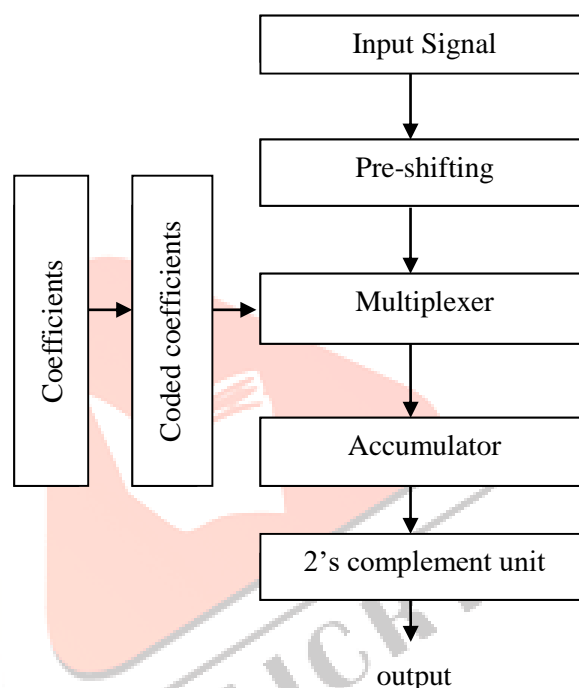 Input Signal
Pre-shifting
Coefficients
Coded coefficients
Multiplexer
Accumulator
2’s complement unit
output